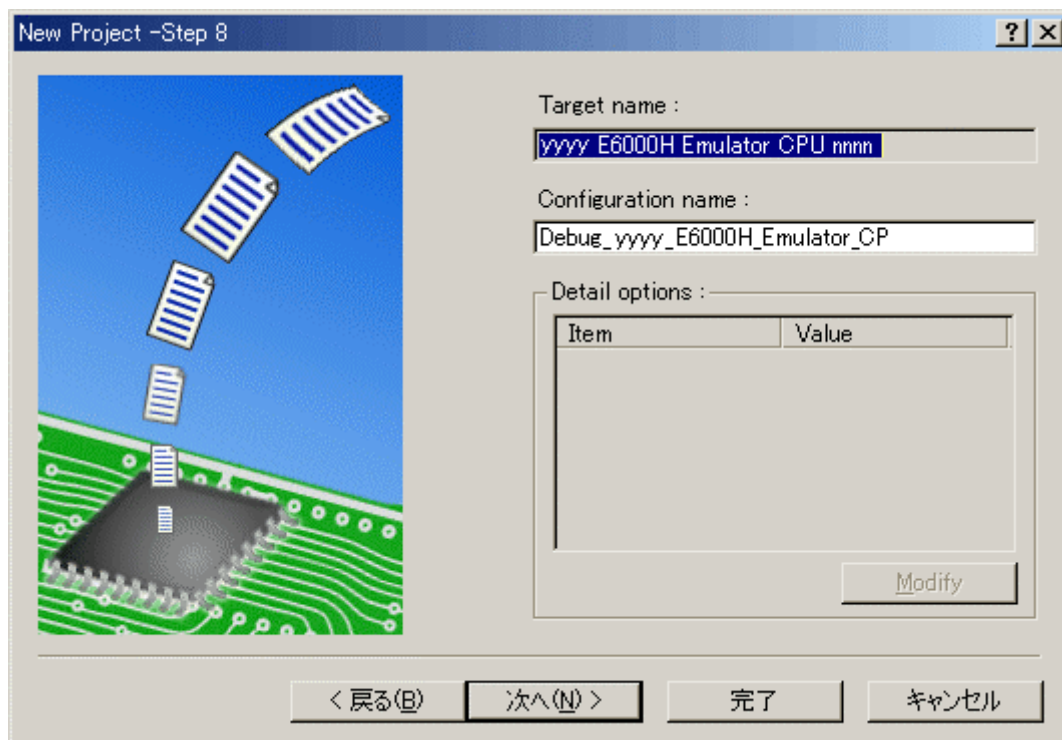 New Project -Step 8
Target name :
yyyy E6000H Emulator CPU nnnn
Configuration name :
Debug_yyyy_E6000H_Emulator_CP
Detail options :
Item Value
Modify
< 戻る(B) 次へ(N) > 完了 キャンセル